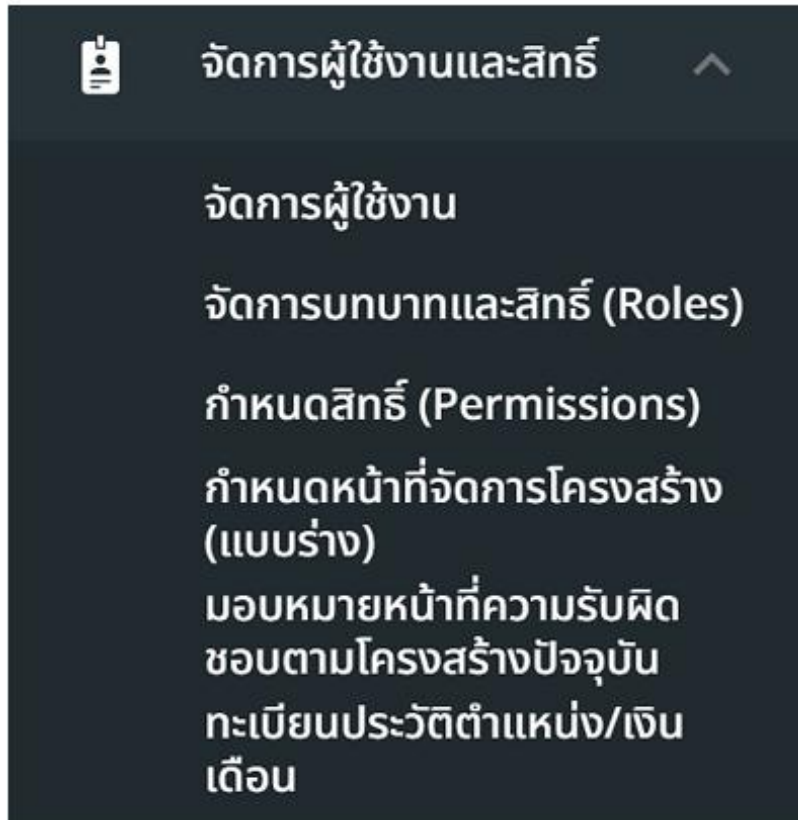 จัดการผู้ใช้งานและสิทธิ์
จัดการผู้ใช้งาน
จัดการบทบาทและสิทธิ์ (Roles)
กำหนดสิทธิ์ (Permissions)
กำหนดหน้าที่จัดการโครงสร้าง
(แบบร่าง)
มอบหมายหน้าที่ความรับผิด
ชอบตามโครงสร้างปัจจุบัน
ทะเบียนประวัติตำแหน่ง/เงิน
เดือน